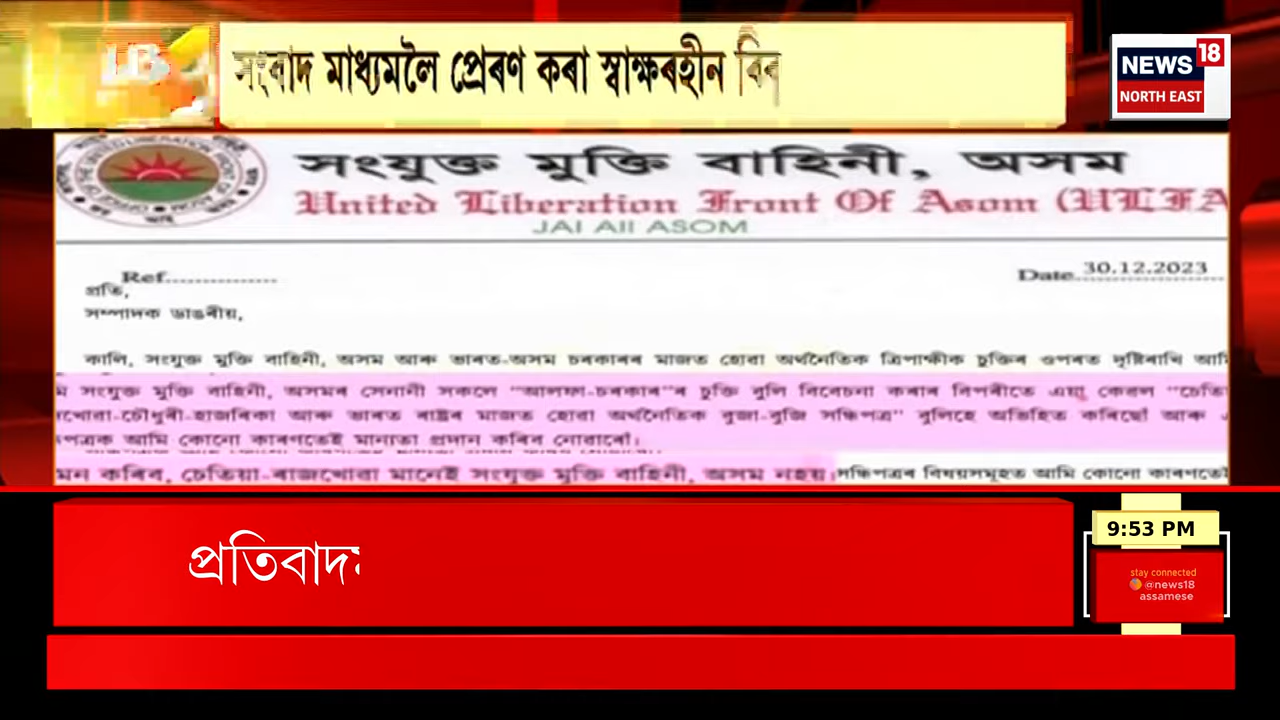 সংবাদ মাধ্যমলৈ প্ৰেৰণ কৰা স্বাক্ষৰহীন
NEWS 18
NORTH EAST
সংযুক্ত মুক্তি বাহিনী, অসম
United Liberation Front Of Asom (ULFA
JAI AII ASOM
Ref.............. 
Date...30.12.2023
প্ৰতি,
সম্পাদক ডাঙৰীয়,
কালি, সংযুক্ত মুক্তি বাহিনী, অসম আৰু ভাৰত-অসম চৰকাৰৰ মাজত হোৱা অৰ্থনৈতিক ত্ৰিপাক্ষীক চুক্তিৰ ওপৰত দৃষ্টিৰাখি
সংযুক্ত মুক্তি বাহিনী, অসমৰ সেনানী সকলে "আলফা-চৰকাৰ"ৰ চুক্তি বুলি বিবেচনা কৰাৰ বিপৰীতে এয়া কেৱল "চেতি
খোৱা-চৌধুৰী-হাজৰিকা আৰু ভাৰত ৰাষ্ট্ৰৰ মাজত হোৱা অৰ্থনৈতিক বুজা-বুজি সন্ধিপত্ৰ" বুলিহে অভিহিত কৰিছোঁ আৰু
পত্ৰক আমি কোনো কাৰণতেই মান্যতা প্ৰদান কৰিব নোৱাৰোঁ।
মন কৰিব, চেতিয়া-ৰাজখোৱা মানেই সংযুক্ত মুক্তি বাহিনী, অসম নহয়। সন্ধিপত্ৰৰ বিষয়সমূহত আমি কোনো কাৰণতে
প্ৰতিবাদ
9:53 PM
stay connected
@news18
assamese